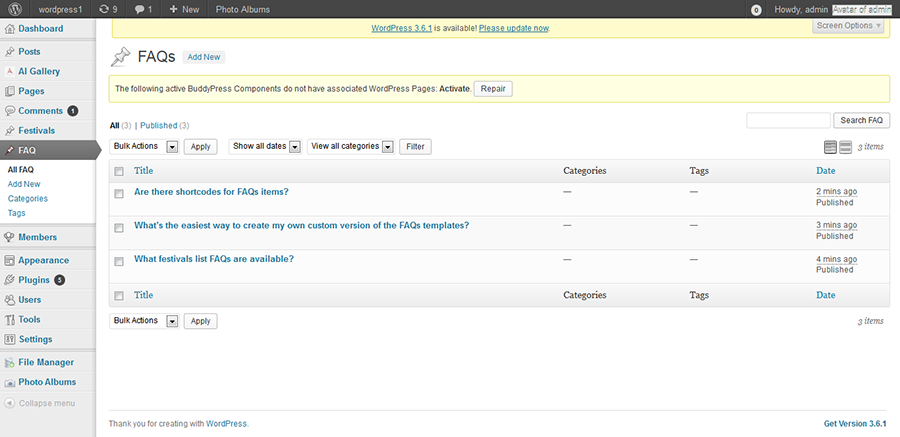 wordpress1 9 1 + New Photo Albums 0 Howdy, admin Avatar of admin
WordPress 3.6.1 is available! Please update now.
Screen Options
Dashboard
Posts
AI Gallery
Pages
Comments 1
Festivals
FAQ
All FAQ
Add New
Categories
Tags
Members
Appearance
Plugins 5
Users
Tools
Settings
File Manager
Photo Albums
Collapse menu
FAQs Add New
The following active BuddyPress Components do not have associated WordPress Pages: Activate. Repair
All (3) | Published (3)
Search FAQ
Bulk Actions Apply Show all dates View all categories Filter 3 items
Title Categories Tags Date
Are there shortcodes for FAQs items? — — 2 mins ago
Published
What's the easiest way to create my own custom version of the FAQs templates? — — 3 mins ago
Published
What festivals list FAQs are available? — — 4 mins ago
Published
Title Categories Tags Date
Bulk Actions Apply 3 items
Thank you for creating with WordPress. Get Version 3.6.1